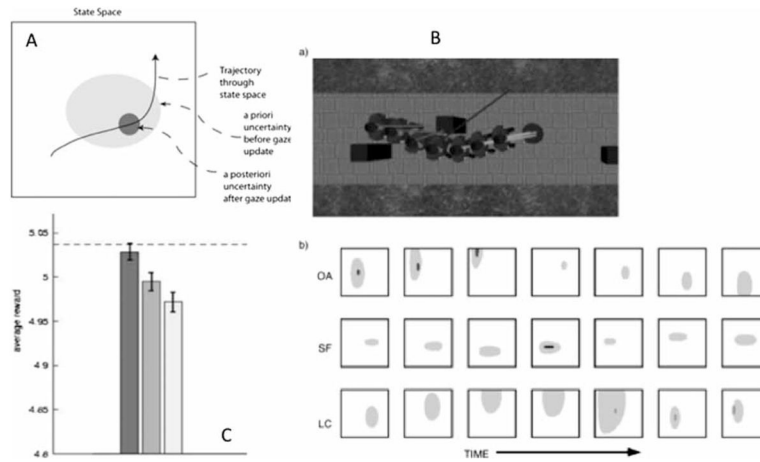 State Space
A
Trajectory
through
state space
a priori
uncertainty
before gaze
update
a posteriori
uncertainty
after gaze updat
B
a)
b)
OA
SF
LC
TIME
5.05
5
4.95
4.9
4.85
4.8
average reward
C